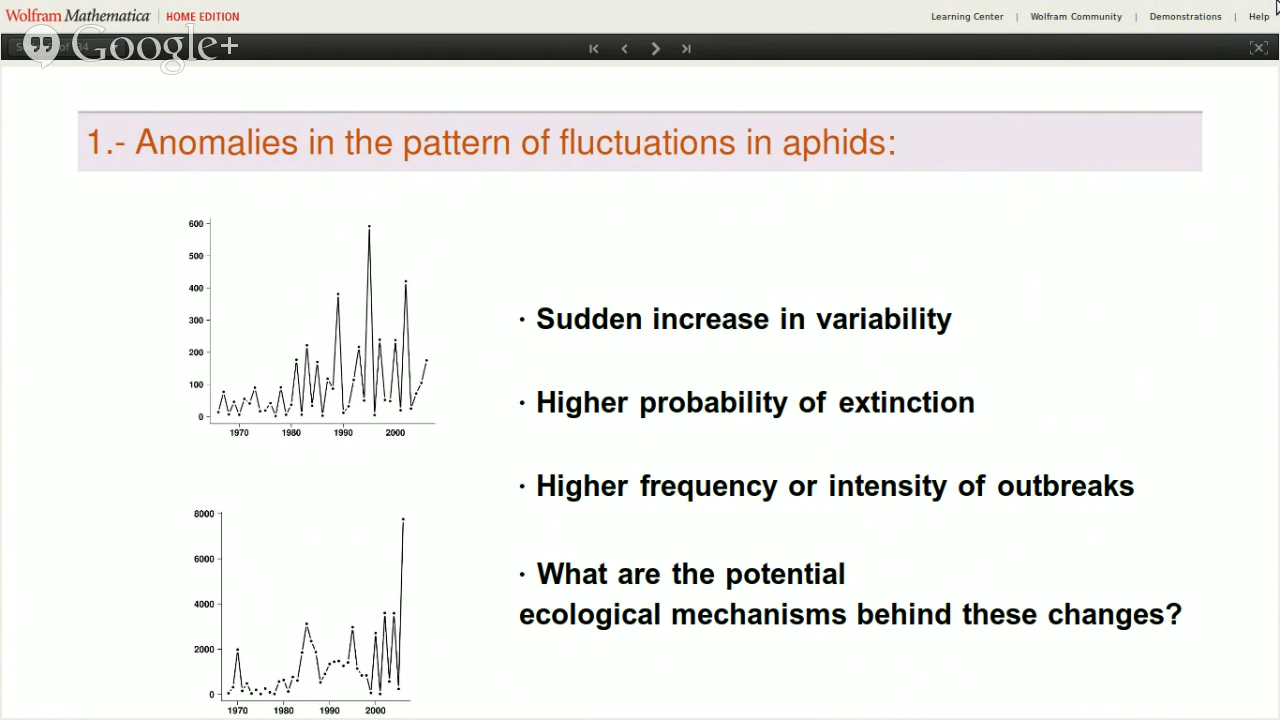 Wolfram Mathematica | HOME EDITION
Learning Center | Wolfram Community | Demonstrations | Help
Google+
1.- Anomalies in the pattern of fluctuations in aphids:
600
500
400
300
200
100
0
1970 1980 1990 2000
· Sudden increase in variability
· Higher probability of extinction
· Higher frequency or intensity of outbreaks
· What are the potential
ecological mechanisms behind these changes?
8000
6000
4000
2000
0
1970 1980 1990 2000